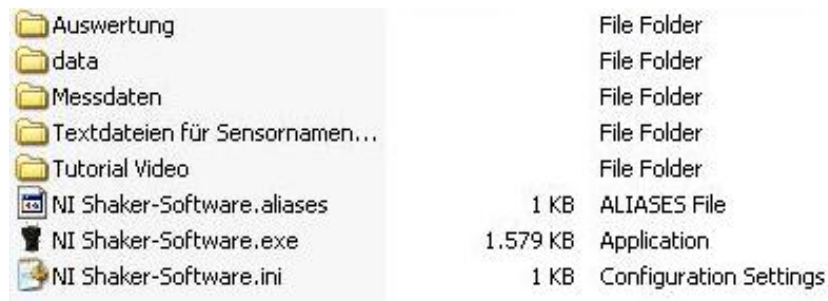 Auswertung File Folder
data File Folder
Messdaten File Folder
Textdateien für Sensornamen... File Folder
Tutorial Video File Folder
NI Shaker-Software.aliases 1 KB ALIASES File
NI Shaker-Software.exe 1.579 KB Application
NI Shaker-Software.ini 1 KB Configuration Settings